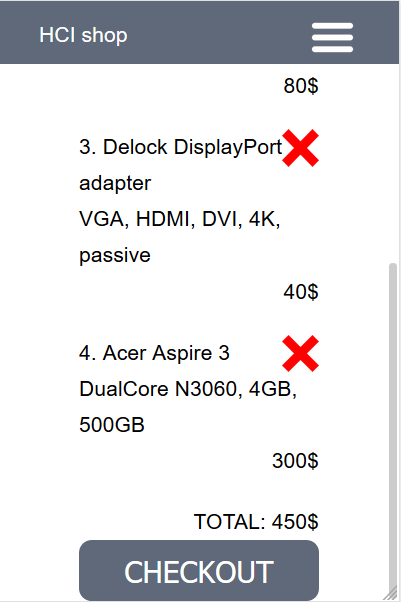 HCI shop
80$
3. Delock DisplayPort
adapter
VGA, HDMI, DVI, 4K,
passive
40$
4. Acer Aspire 3
DualCore N3060, 4GB,
500GB
300$
TOTAL: 450$
CHECKOUT